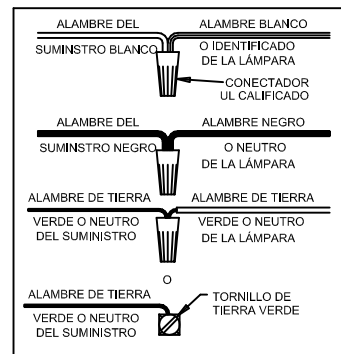 ALAMBRE DEL
SUMINSTRO BLANCO
ALAMBRE BLANCO
O IDENTIFICADO
DE LA LÁMPARA
CONECTADOR
UL CALIFICADO
ALAMBRE DEL
SUMINSTRO NEGRO
ALAMBRE NEGRO
O NEUTRO
DE LA LÁMPARA
ALAMBRE DE TIERRA
VERDE O NEUTRO
DEL SUMINISTRO
ALAMBRE DE TIERRA
VERDE O NEUTRO
DE LA LÁMPARA
O
ALAMBRE DE TIERRA
VERDE O NEUTRO
DEL SUMINISTRO
TORNILLO DE
TIERRA VERDE